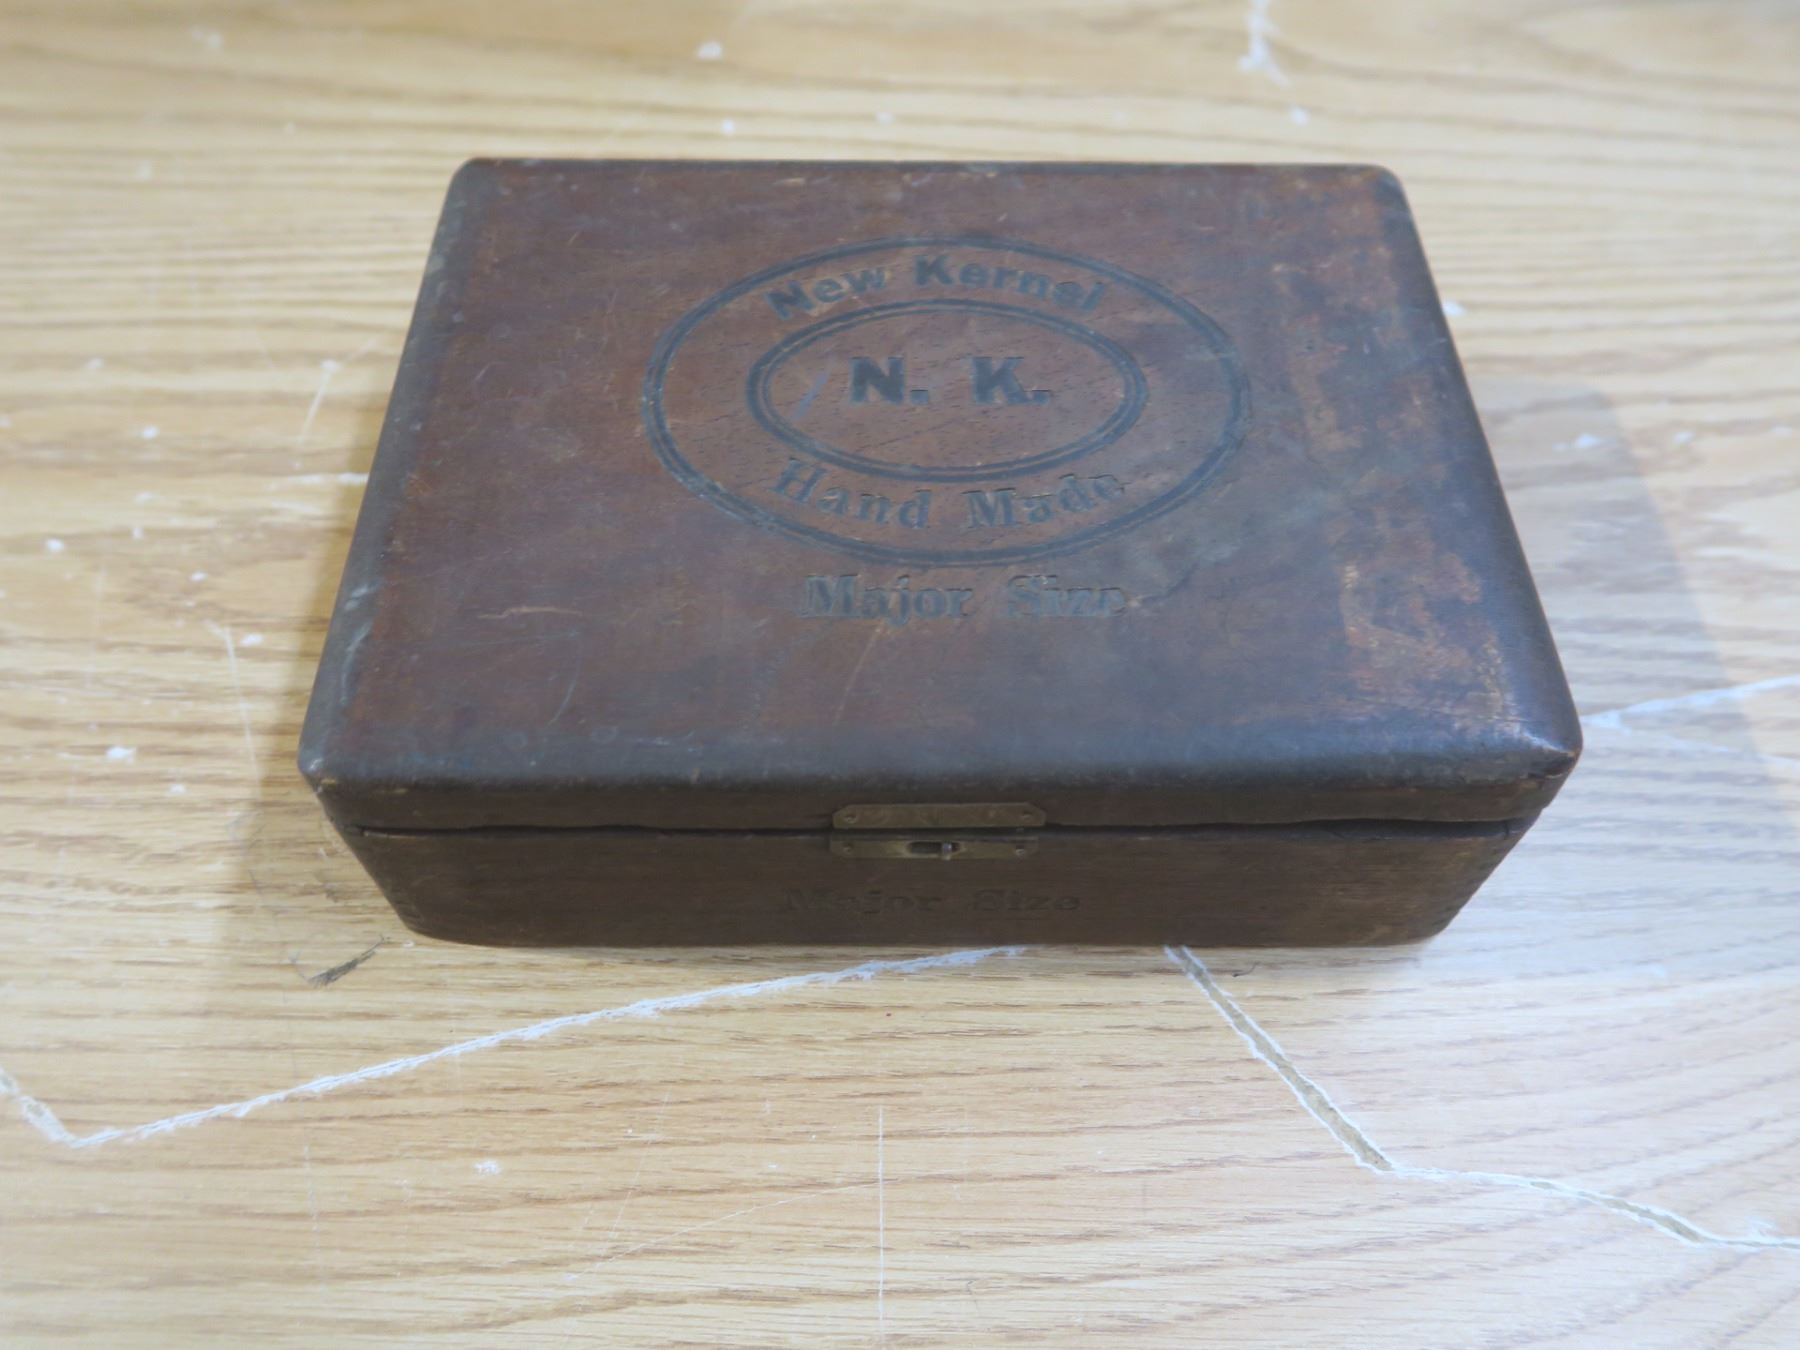 New Kernel
N. K.
Hand Made
Major Size
Major Size